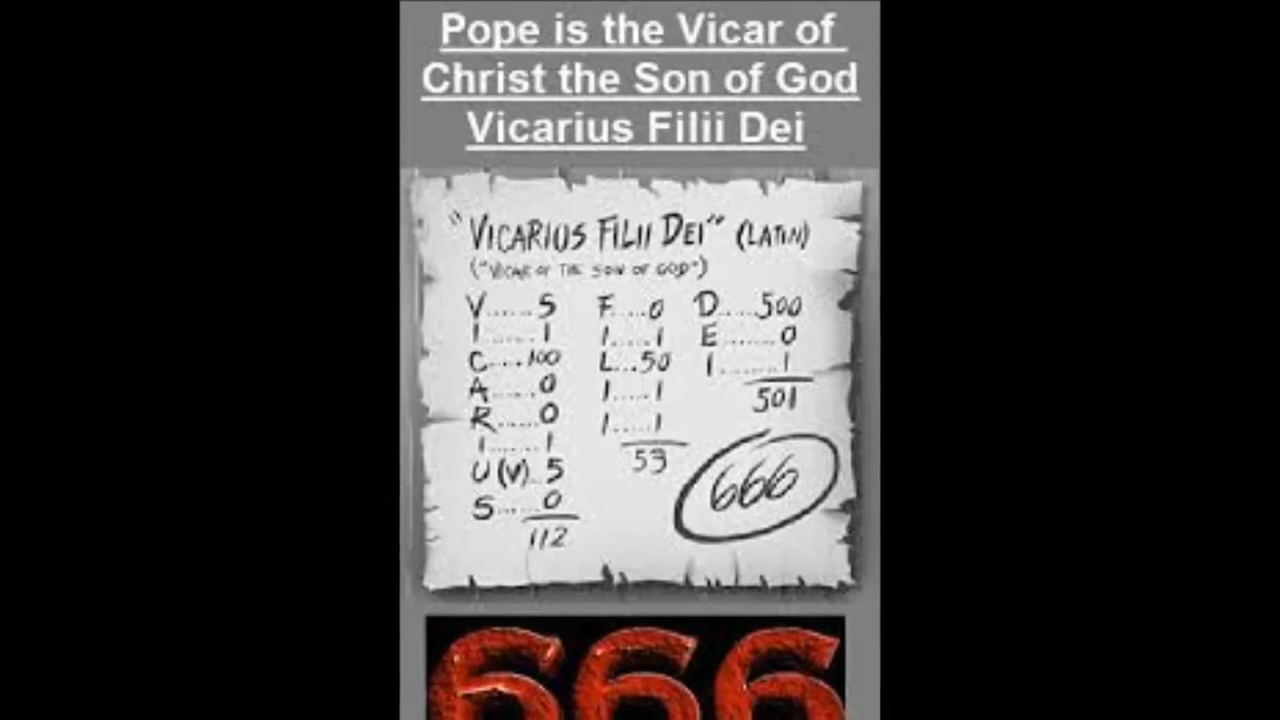 Pope is the Vicar of
Christ the Son of God
Vicarius Filii Dei
"VICARIUS FILII DEI" (LATIN)
("VICAR OF THE SON OF GOD")
V......5 F.....0 D.....500
I......1 I.....1 E.......0
C....100 L...50 I.........1
A......0 I.....1 501
R......0 I.....1
I......1 53
U(V)..5 666
S.....0
112
666